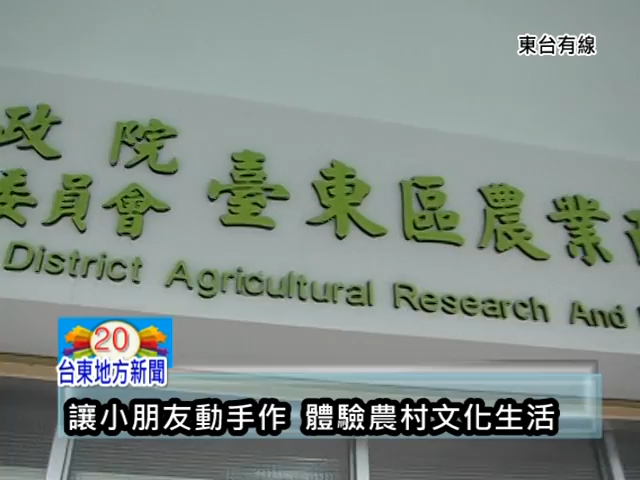 東台有線
政院
委員會 臺東區農業
District Agricultural Research And
20
台東地方新聞
讓小朋友動手作 體驗農村文化生活